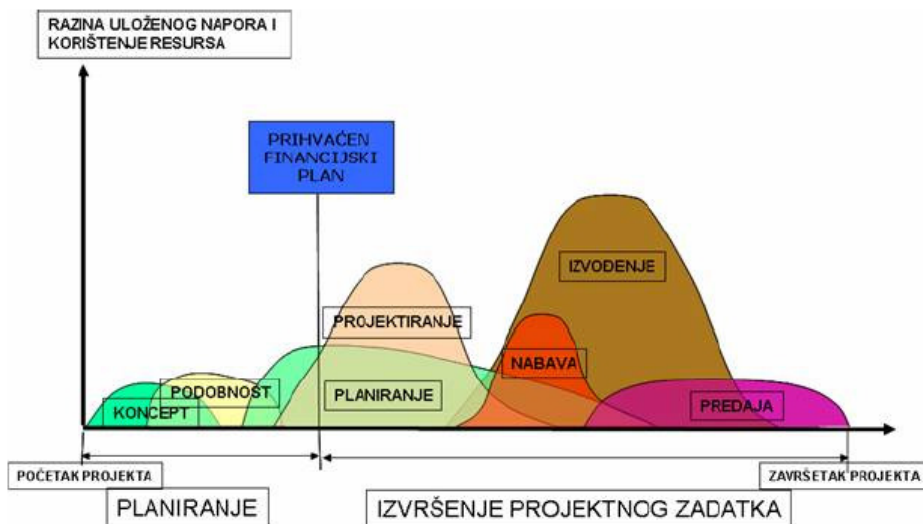 RAZINA ULOŽENOG NAPORA I
KORIŠTENJE RESURSA
PRIHVAĆEN
FINANCIJSKI
PLAN
IZVOĐENJE
PROJEKTIRANJE
NABAVA
PODOBNOST
PLANIRANJE
KONCEPT
PREDAJA
POČETAK PROJEKTA
ZAVRŠETAK PROJEKTA
PLANIRANJE
IZVRŠENJE PROJEKTNOG ZADATKA